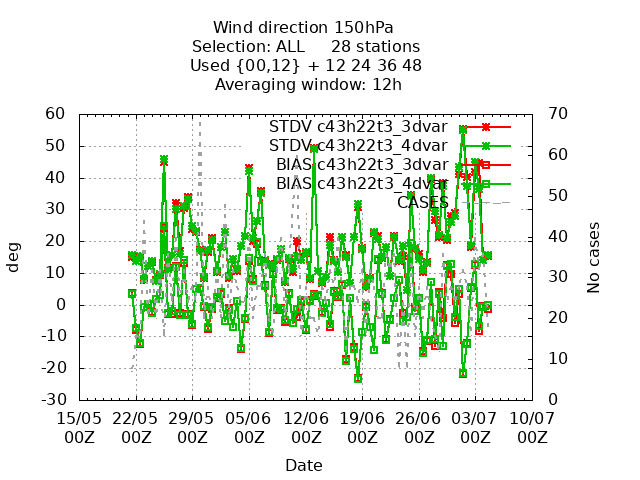 Wind direction 150hPa
Selection: ALL 28 stations
Used {00,12} + 12 24 36 48
Averaging window: 12h
60 70
STDV c43h22t3_3dvar
50 STDV c43h22t3_4dvar 60
BIAS c43h22t3_3dvar
40 BIAS c43h22t3_4dvar 50
CASES
30
20 40
deg No cases
10 30
0
20
-10
-20 10
-30 0
15/05 22/05 29/05 05/06 12/06 19/06 26/06 03/07 10/07
00Z 00Z 00Z 00Z 00Z 00Z 00Z 00Z 00Z
Date